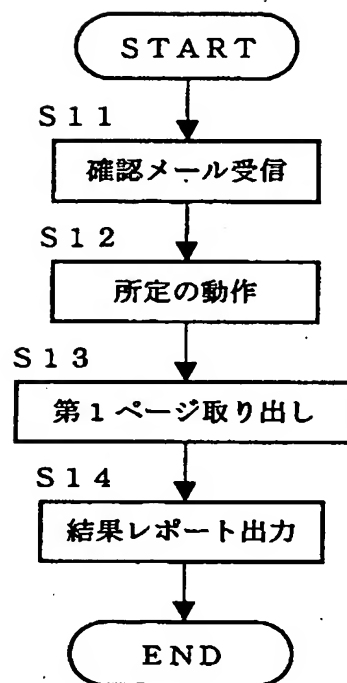 START
S11
確認メール受信
S12
所定の動作
S13
第1ページ取り出し
S14
結果レポート出力
END